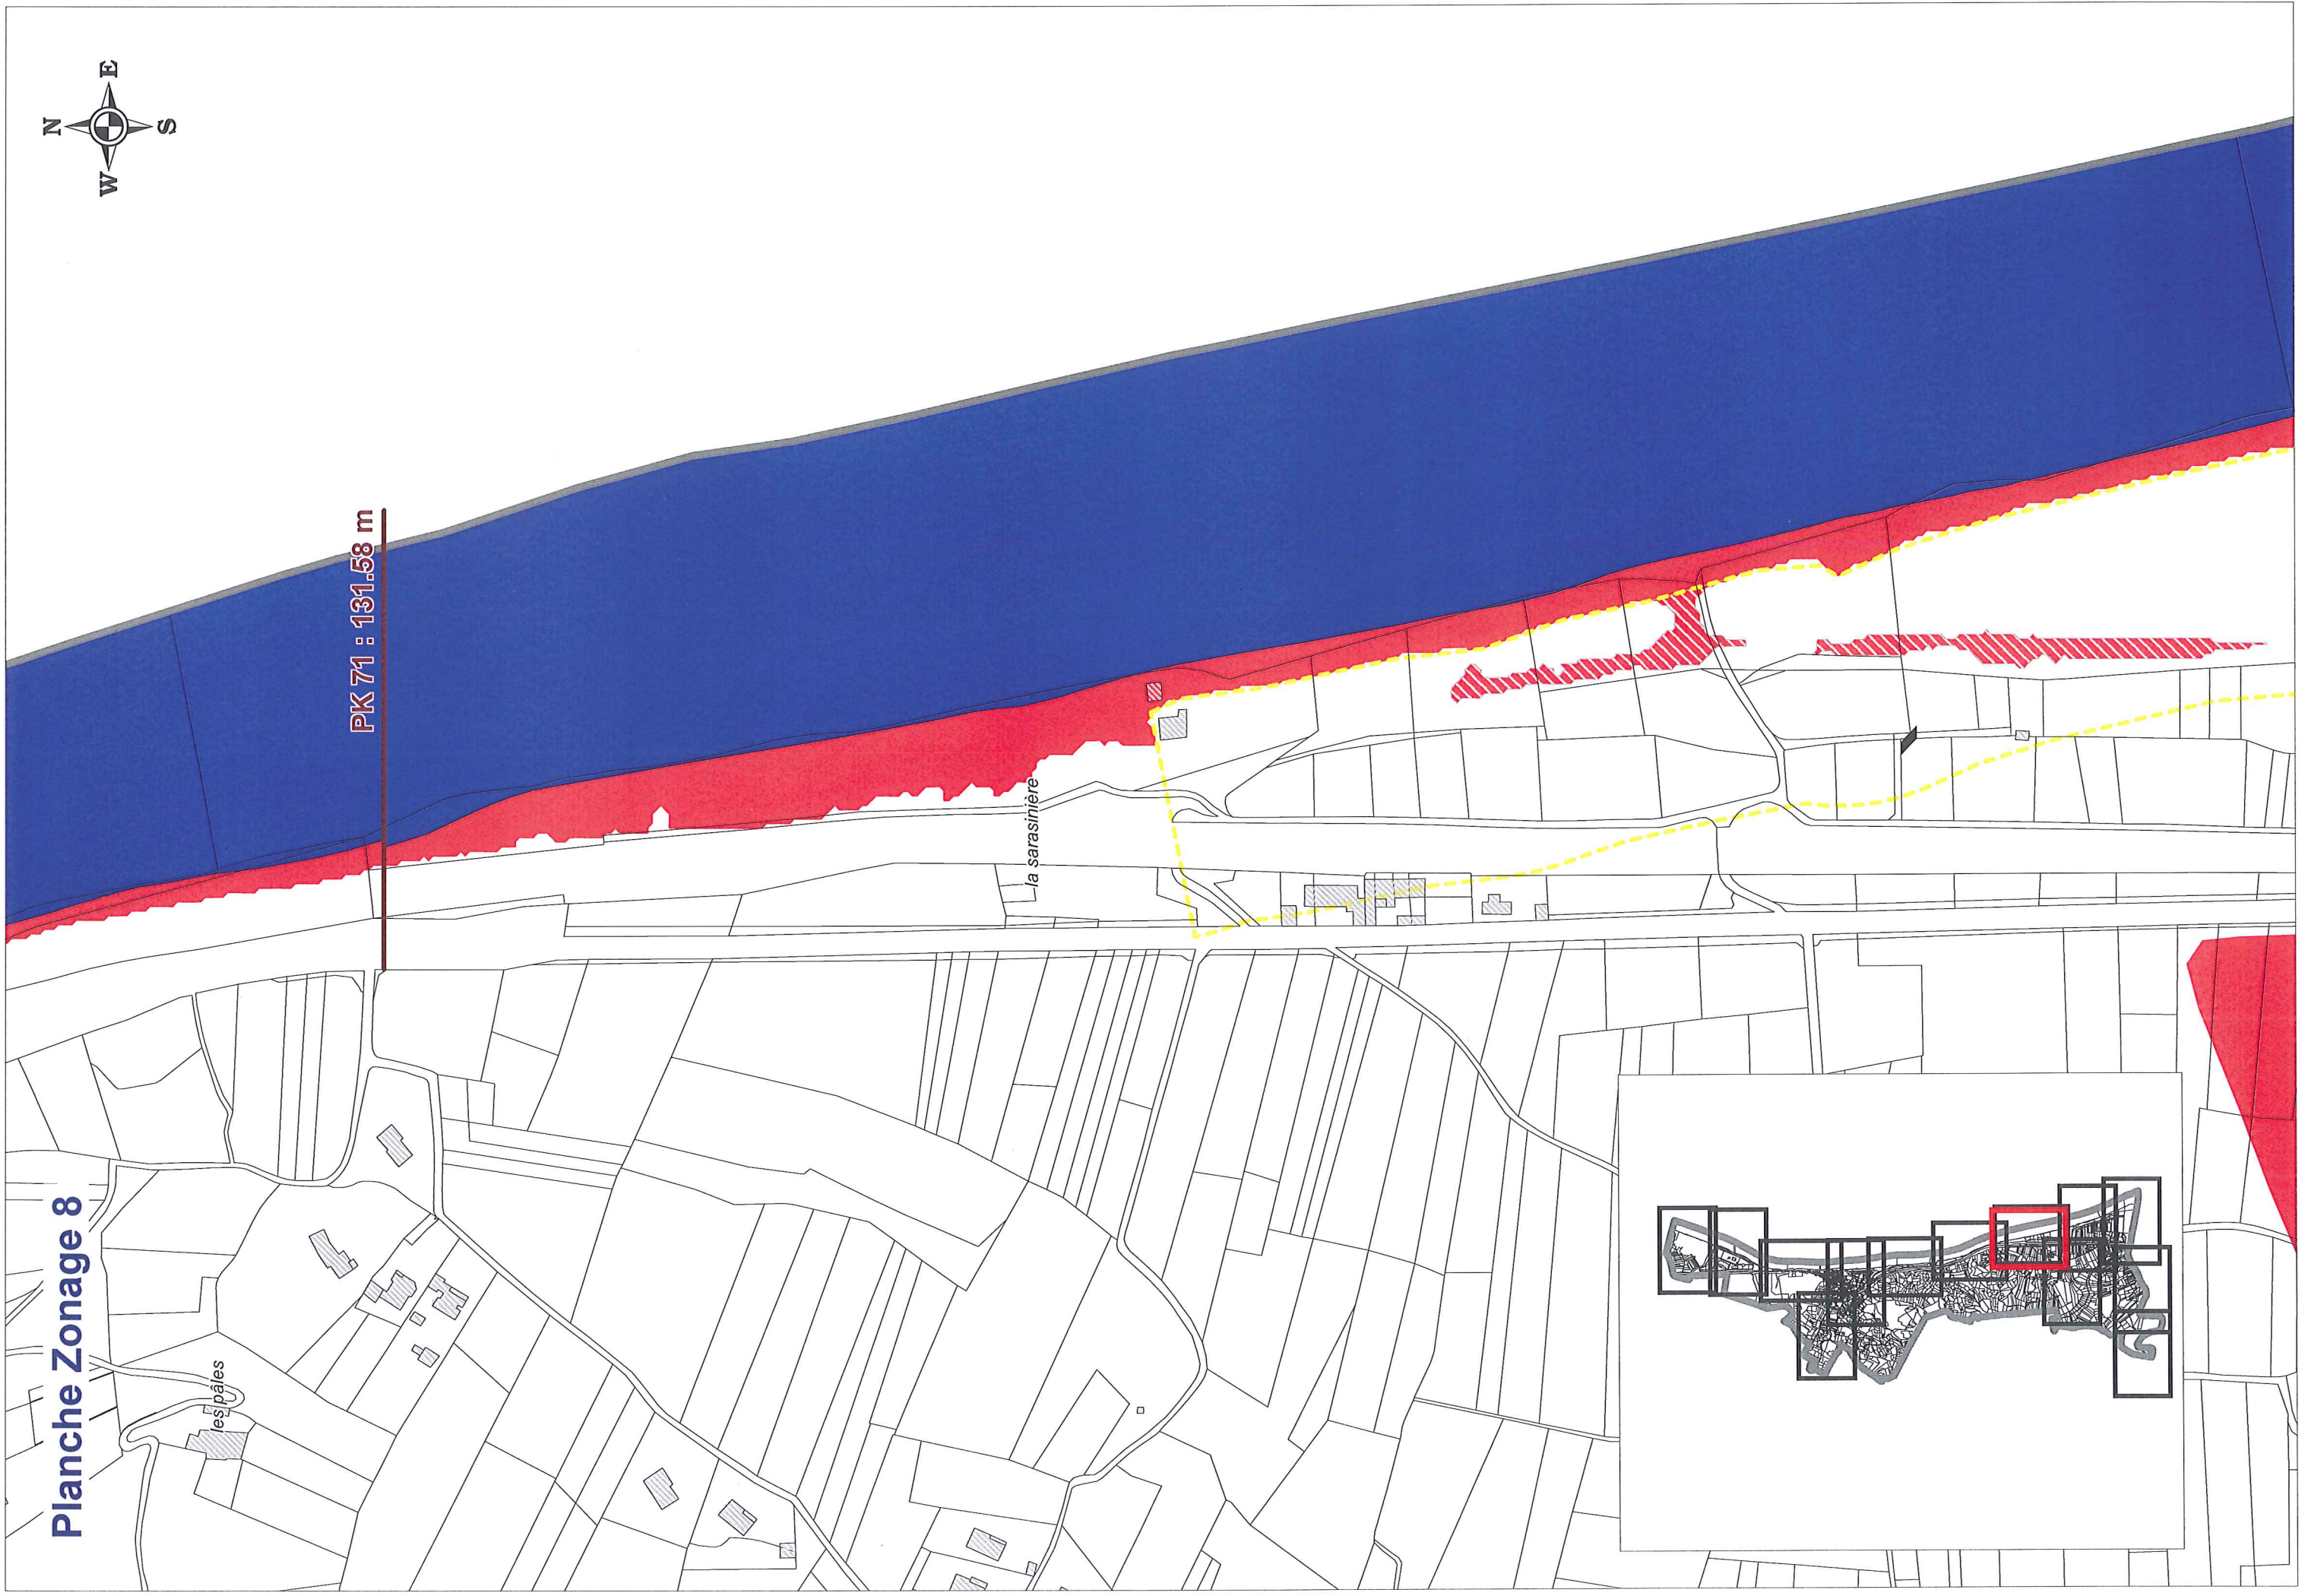 Planche Zonage 8
N
W E
S
PK 71 : 131.58 m
les pâles
la sarasinière